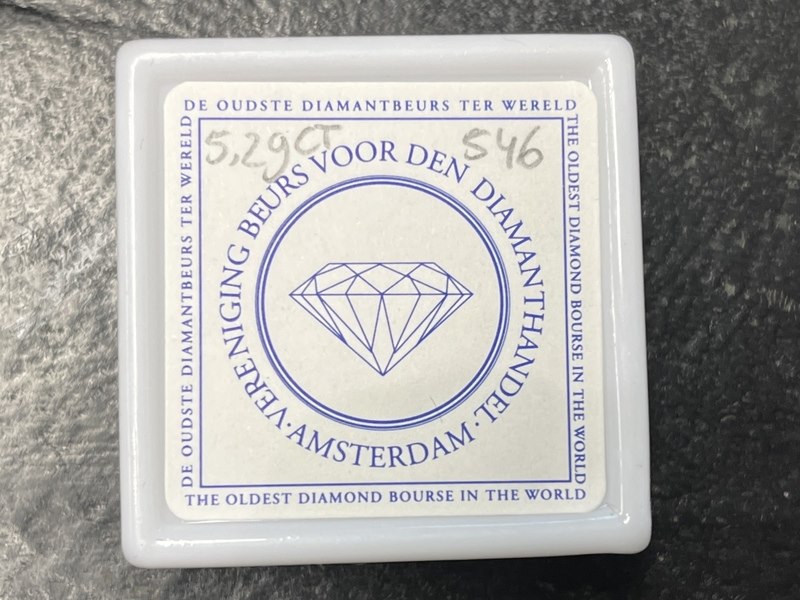 DE OUDSTE DIAMANTBEURS TER WERELD
THE OLDEST DIAMOND BOURSE IN THE WORLD
5,29CT 546
VERENIGING BEURS VOOR DEN DIAMANTHANDEL
·AMSTERDAM·
DE OUDSTE DIAMANTBEURS TER WERELD
THE OLDEST DIAMOND BOURSE IN THE WORLD